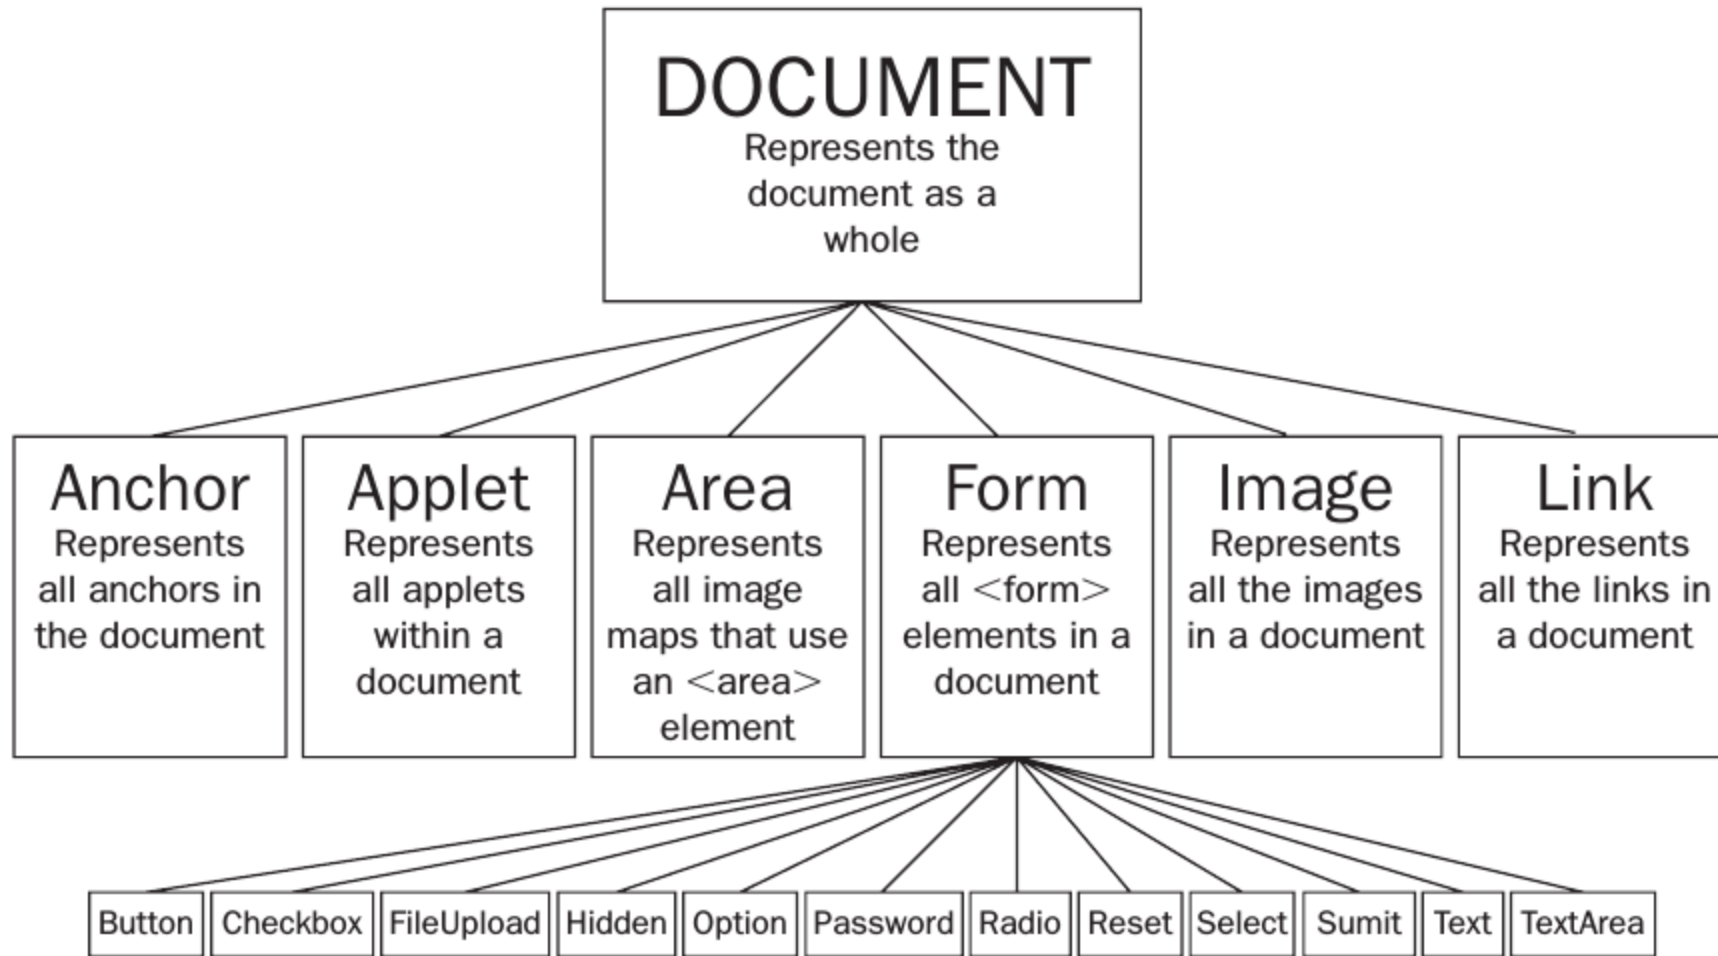 DOCUMENT
Represents the
document as a
whole
Anchor
Represents
all anchors in
the document
Applet
Represents
all applets
within a
document
Area
Represents
all image
maps that use
an <area>
element
Form
Represents
all <form>
elements in a
document
Image
Represents
all the images
in a document
Link
Represents
all the links in
a document
Button
Checkbox
FileUpload
Hidden
Option
Password
Radio
Reset
Select
Sumit
Text
TextArea